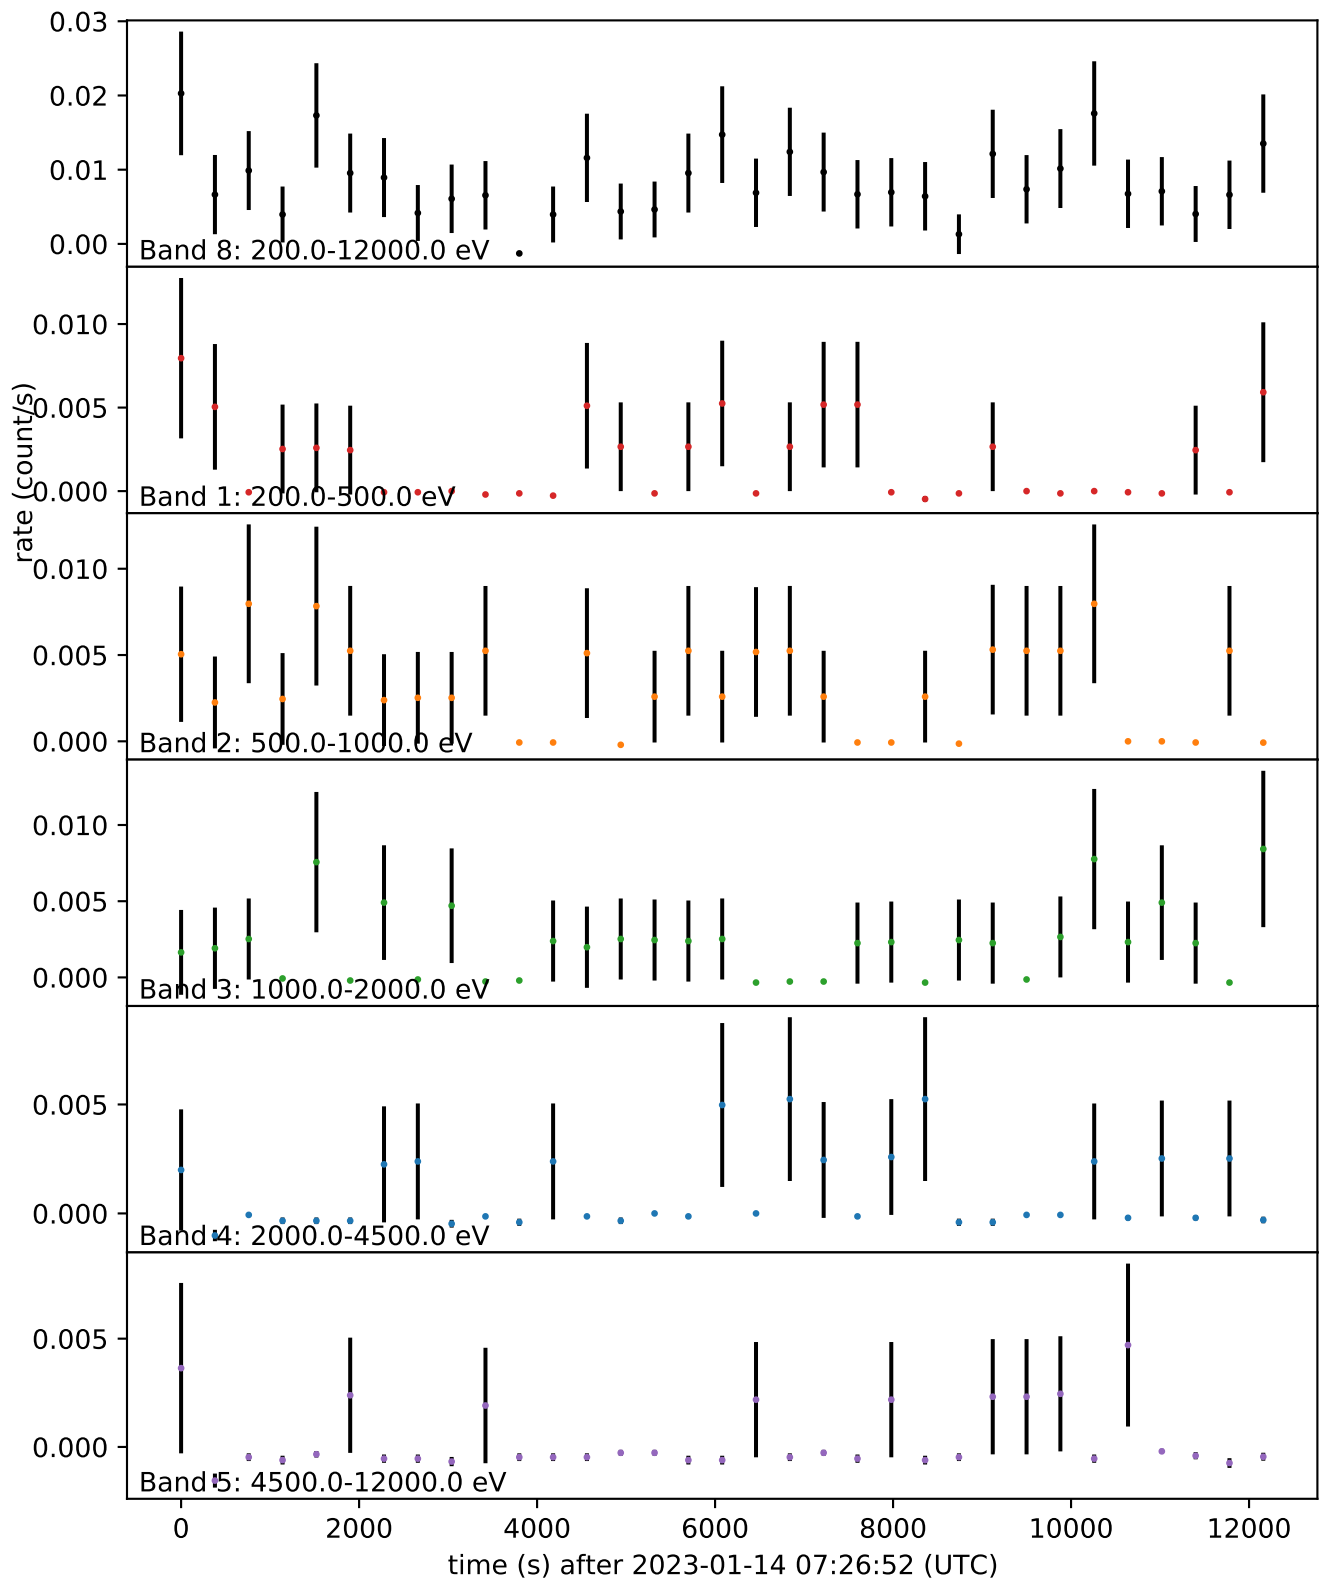 0.03
0.02
0.01
0.00
Band 8: 200.0-12000.0 eV
0.010
0.005
0.000
Band 1: 200.0-500.0 eV
rate (count/s)
0.010
0.005
0.000
Band 2: 500.0-1000.0 eV
0.010
0.005
0.000
Band 3: 1000.0-2000.0 eV
0.005
0.000
Band 4: 2000.0-4500.0 eV
0.005
0.000
Band 5: 4500.0-12000.0 eV
0 2000 4000 6000 8000 10000 12000
time (s) after 2023-01-14 07:26:52 (UTC)